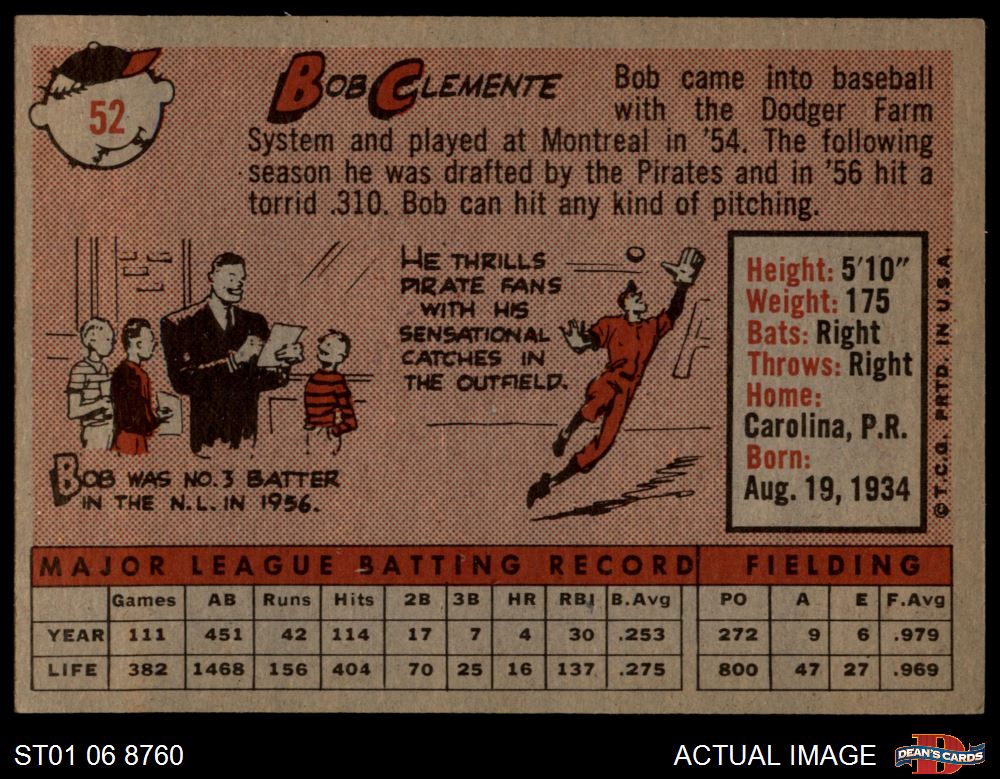 52
BOB CLEMENTE
Bob came into baseball
with the Dodger Farm
System and played at Montreal in '54. The following
season he was drafted by the Pirates and in '56 hit a
torrid .310. Bob can hit any kind of pitching.
HE THRILLS
PIRATE FANS
WITH HIS
SENSATIONAL
CATCHES IN
THE OUTFIELD.
BOB WAS NO. 3 BATTER
IN THE N.L. IN 1956.
Height: 5'10"
Weight: 175
Bats: Right
Throws: Right
Home:
Carolina, P.R.
Born:
Aug. 19, 1934
© T.C.G. PRTD. IN U.S.A.
MAJOR LEAGUE BATTING RECORD FIELDING
Games AB Runs Hits 2B 3B HR RBI B.Avg PO A E F.Avg
YEAR 111 451 42 114 17 7 4 30 .253 272 9 6 .979
LIFE 382 1468 156 404 70 25 16 137 .275 800 47 27 .969
ST01 06 8760 ACTUAL IMAGE D DEAN'S CARDS